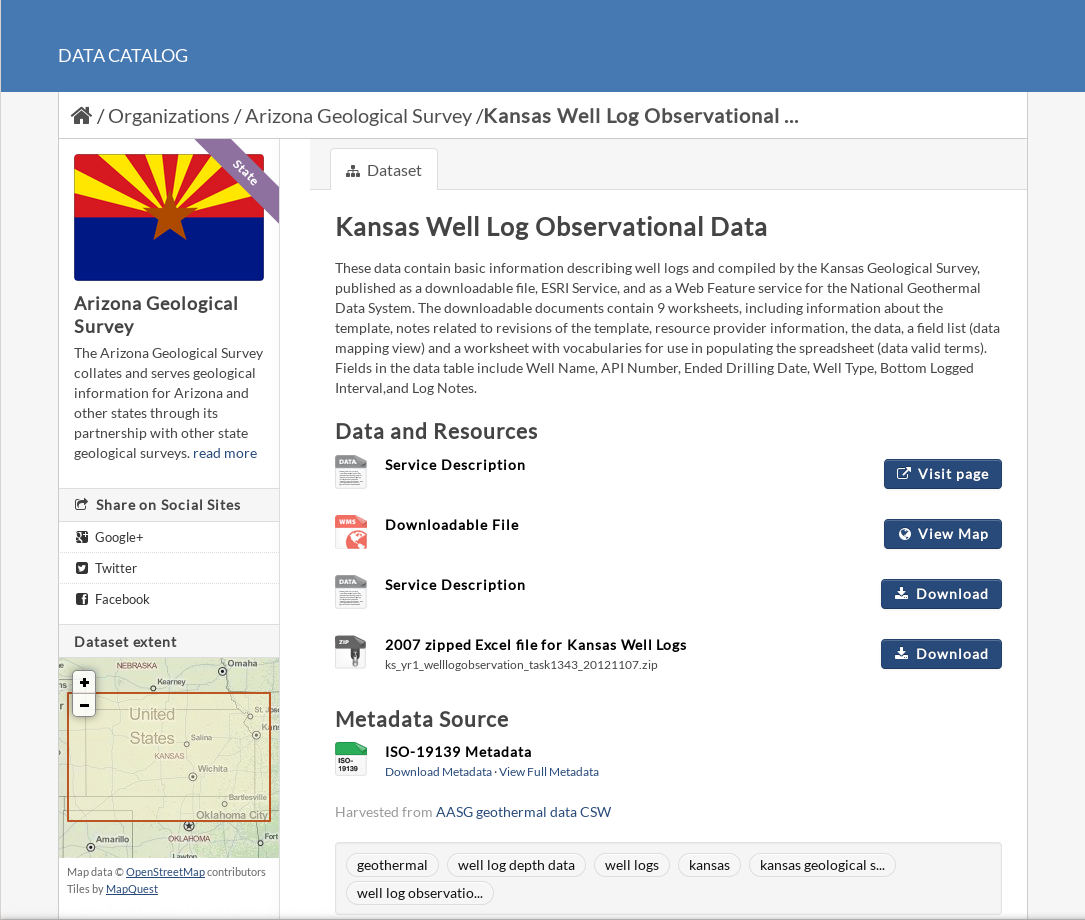 DATA CATALOG
/ Organizations / Arizona Geological Survey /Kansas Well Log Observational ...
State
Arizona Geological
Survey
The Arizona Geological Survey
collates and serves geological
information for Arizona and
other states through its
partnership with other state
geological surveys. read more
Share on Social Sites
Google+
Twitter
Facebook
Dataset extent
NEBRASKA
Omaha
Kearney
+
-
United
States
St. Jos
Salina
Kans
KANSAS
Wichita
Bartlesville
Oklahoma City
Amarillo
OKLAHOMA
Fort
Lawton
Map data © OpenStreetMap contributors
Tiles by MapQuest
Dataset
Kansas Well Log Observational Data
These data contain basic information describing well logs and compiled by the Kansas Geological Survey,
published as a downloadable file, ESRI Service, and as a Web Feature service for the National Geothermal
Data System. The downloadable documents contain 9 worksheets, including information about the
template, notes related to revisions of the template, resource provider information, the data, a field list (data
mapping view) and a worksheet with vocabularies for use in populating the spreadsheet (data valid terms).
Fields in the data table include Well Name, API Number, Ended Drilling Date, Well Type, Bottom Logged
Interval,and Log Notes.
Data and Resources
DATA
Service Description
Visit page
WMS
Downloadable File
View Map
DATA
Service Description
Download
ZIP
2007 zipped Excel file for Kansas Well Logs
ks_yr1_welllogobservation_task1343_20121107.zip
Download
Metadata Source
ISO-
19139
ISO-19139 Metadata
Download Metadata · View Full Metadata
Harvested from AASG geothermal data CSW
geothermal
well log depth data
well logs
kansas
kansas geological s...
well log observatio...